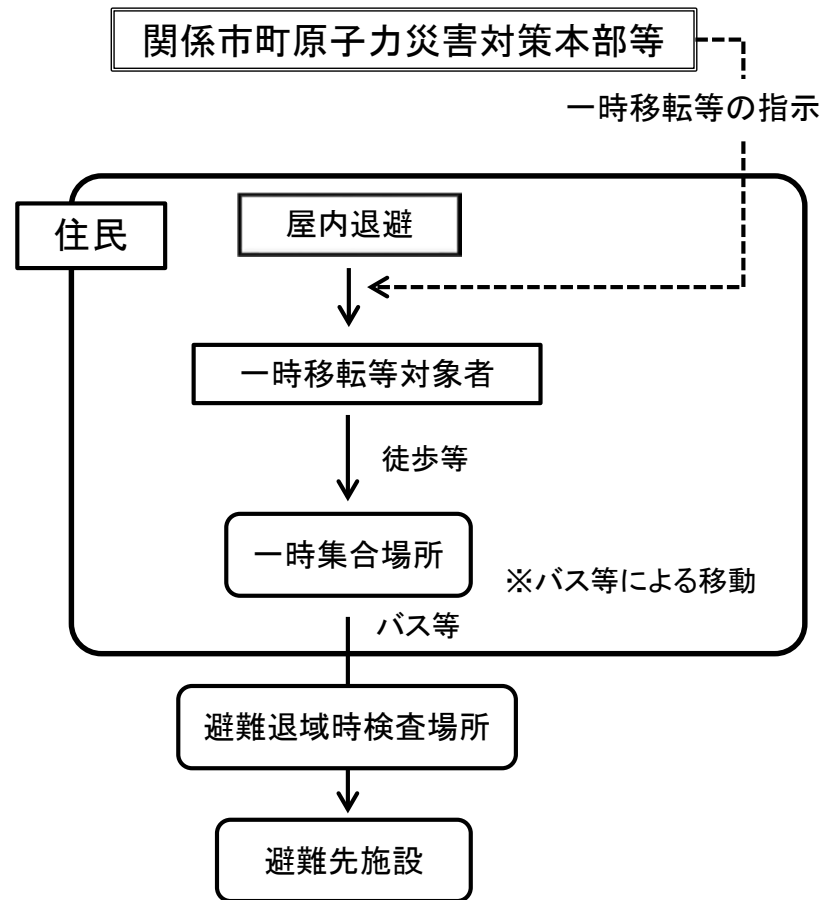 関係市町原子力災害対策本部等
一時移転等の指示
住民
屋内退避
一時移転等対象者
徒歩等
一時集合場所
※バス等による移動
バス等
避難退域時検査場所
避難先施設